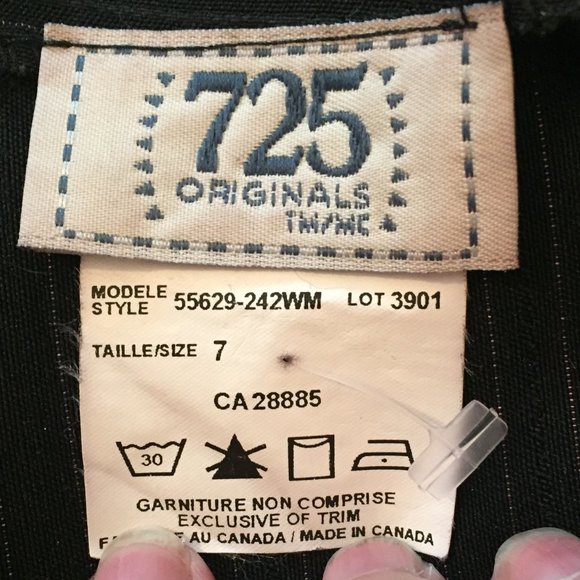 725
ORIGINALS
TM/MC
MODELE
STYLE 55629-242WM LOT 3901
TAILLE/SIZE 7
CA 28885
30
GARNITURE NON COMPRISE
EXCLUSIVE OF TRIM
AU CANADA / MADE IN CANADA